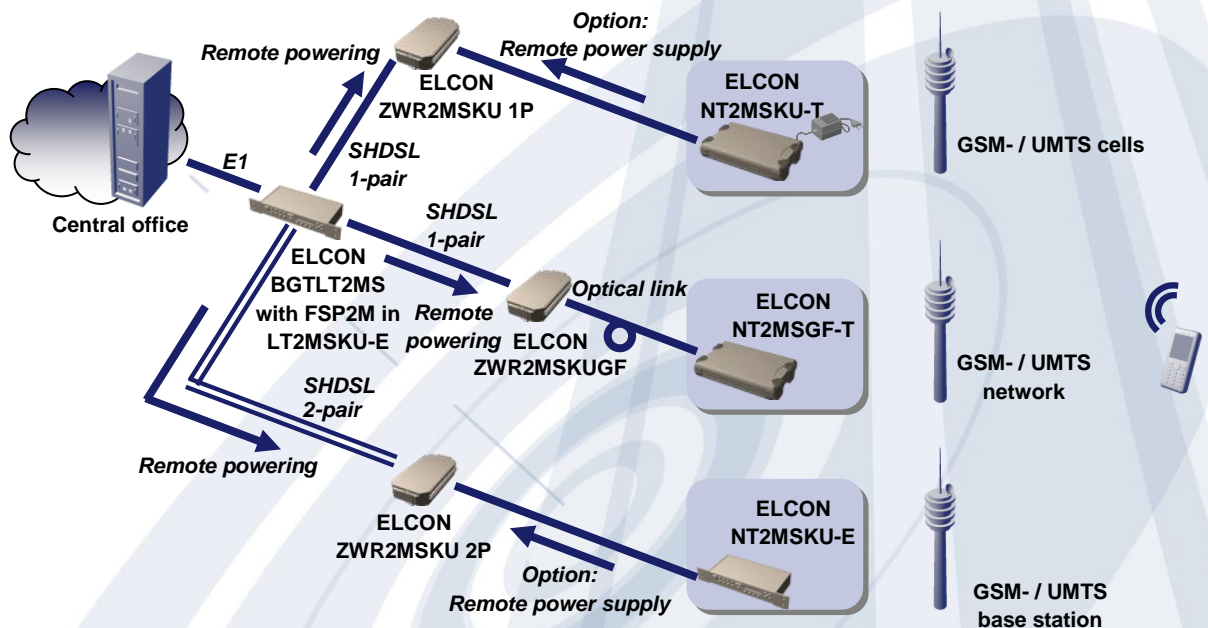 Option:
Remote power supply
Remote powering
ELCON
ZWR2MSKU 1P
ELCON
NT2MSKU-T
GSM- / UMTS cells
E1
SHDSL
1-pair
Central office
SHDSL
1-pair
ELCON
BGTLT2MS
with FSP2M in
LT2MSKU-E
Remote
powering
Optical link
ELCON
ZWR2MSKUGF
ELCON
NT2MSGF-T
GSM- / UMTS
network
SHDSL
2-pair
Remote powering
ELCON
ZWR2MSKU 2P
Option:
Remote power supply
ELCON
NT2MSKU-E
GSM- / UMTS
base station